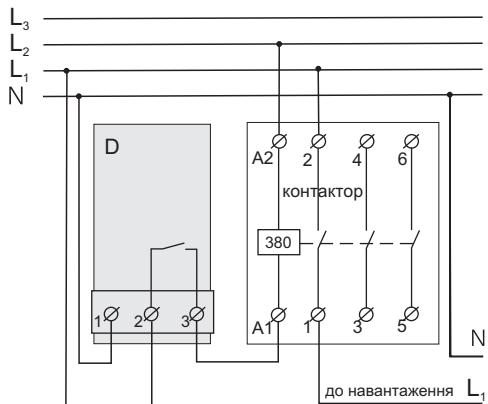 L3
L2
L1
N
D
A2 2 4 6
контактор
380
1 2 3
A1 1 3 5
N
до навантаження L1